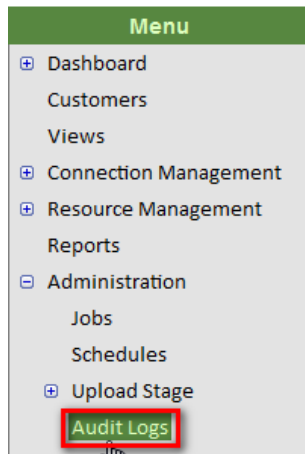 Menu
Dashboard
Customers
Views
Connection Management
Resource Management
Reports
Administration
Jobs
Schedules
Upload Stage
Audit Logs